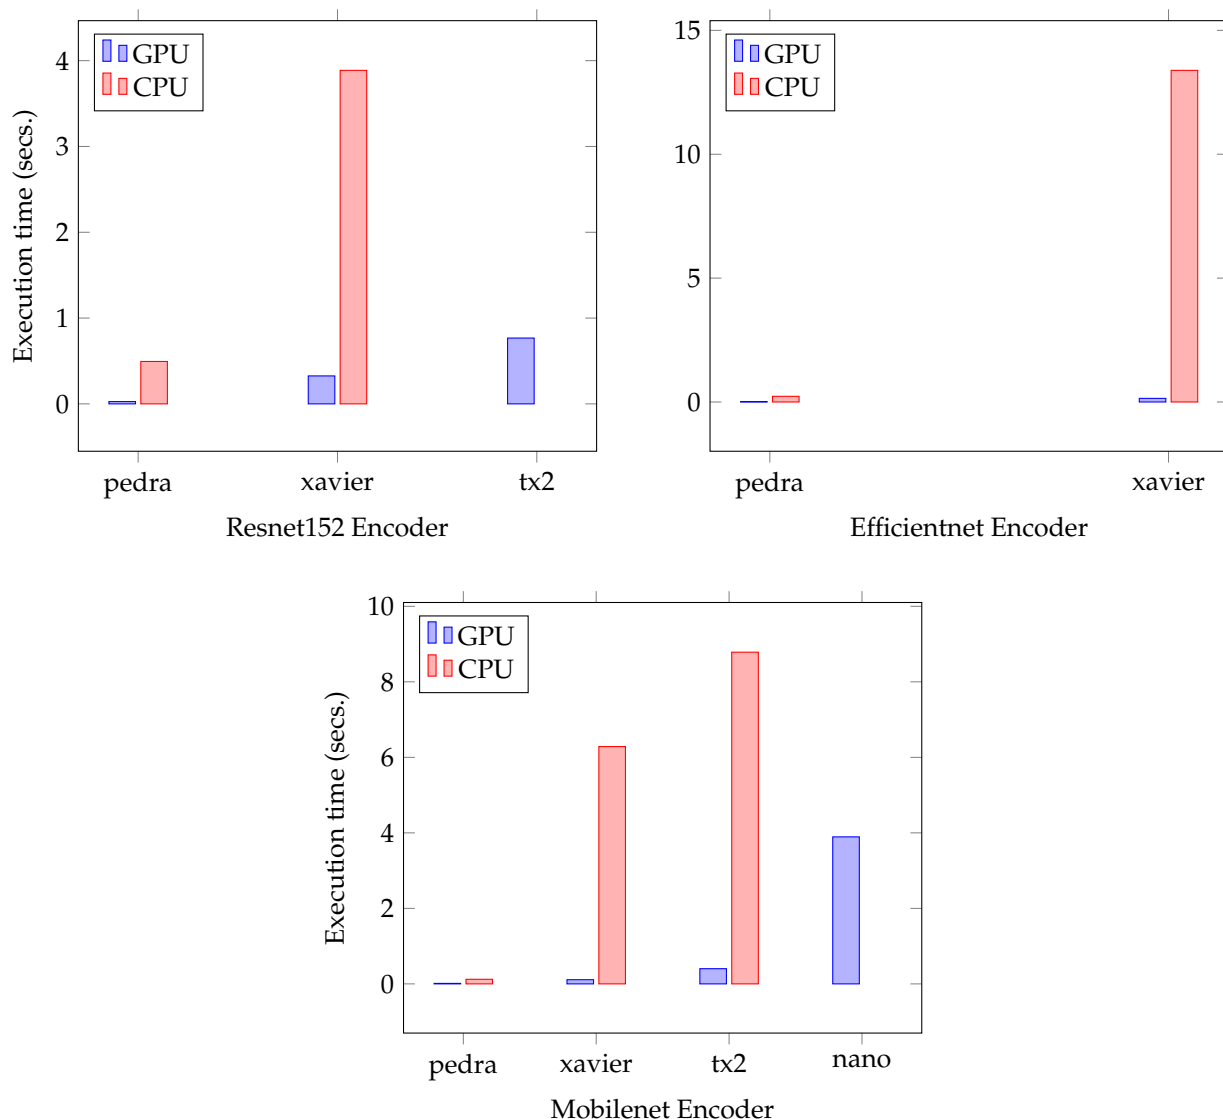 GPU
CPU
4
3
2
1
0
Execution time (secs.)
pedra xavier tx2
Resnet152 Encoder
GPU
CPU
15
10
5
0
pedra xavier
Efficientnet Encoder
GPU
CPU
10
8
6
4
2
0
Execution time (secs.)
pedra xavier tx2 nano
Mobilenet Encoder